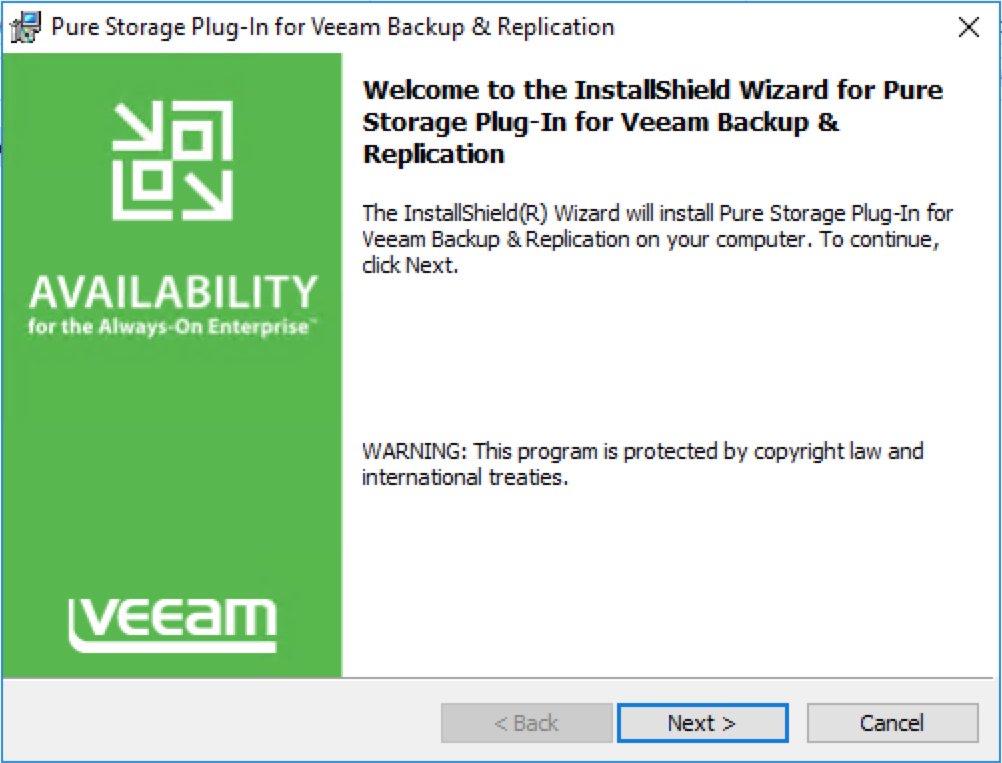 Pure Storage Plug-In for Veeam Backup & Replication
AVAILABILITY
for the Always-On Enterprise™
veeam
Welcome to the InstallShield Wizard for Pure
Storage Plug-In for Veeam Backup &
Replication
The InstallShield(R) Wizard will install Pure Storage Plug-In for
Veeam Backup & Replication on your computer. To continue,
click Next.
WARNING: This program is protected by copyright law and
international treaties.
< Back
Next >
Cancel